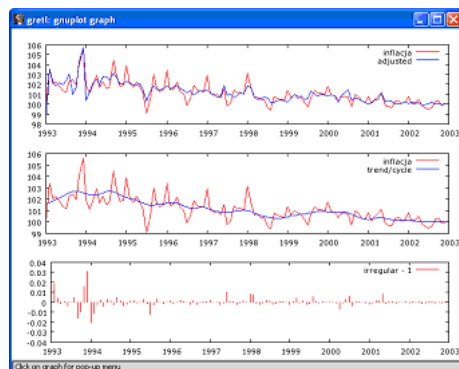 gretl: gnuplot graph
106
105
104
103
102
101
100
99
98
inflacja
adjusted
1993 1994 1995 1996 1997 1998 1999 2000 2001 2002 2003
106
105
104
103
102
101
100
99
inflacja
trend/cycle
1993 1994 1995 1996 1997 1998 1999 2000 2001 2002 2003
0.04
0.03
0.02
0.01
0
-0.01
-0.02
-0.03
-0.04
irregular - 1
1993 1994 1995 1996 1997 1998 1999 2000 2001 2002 2003
Click on graph for pop-up menu